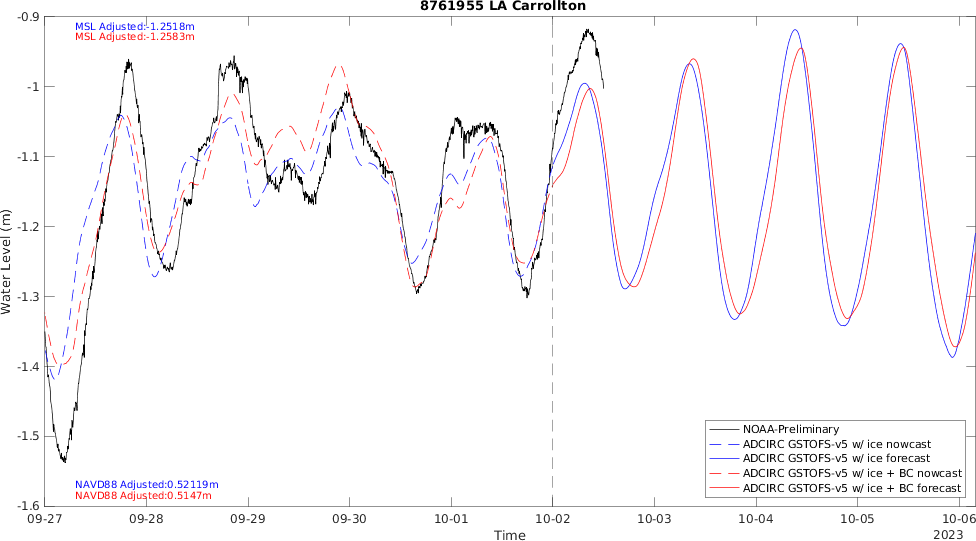 8761955 LA Carrollton
-0.9
MSL Adjusted:-1.2518m
MSL Adjusted:-1.2583m
-1
-1.1
-1.2
Water Level (m)
-1.3
-1.4
NOAA-Preliminary
ADCIRC GSTOFS-v5 w/ ice nowcast
-1.5
ADCIRC GSTOFS-v5 w/ ice forecast
ADCIRC GSTOFS-v5 w/ ice + BC nowcast
NAVD88 Adjusted:0.52119m
ADCIRC GSTOFS-v5 w/ ice + BC forecast
NAVD88 Adjusted:0.5147m
-1.6
09-27 09-28 09-29 09-30 10-01 10-02 10-03 10-04 10-05 10-06
Time
2023